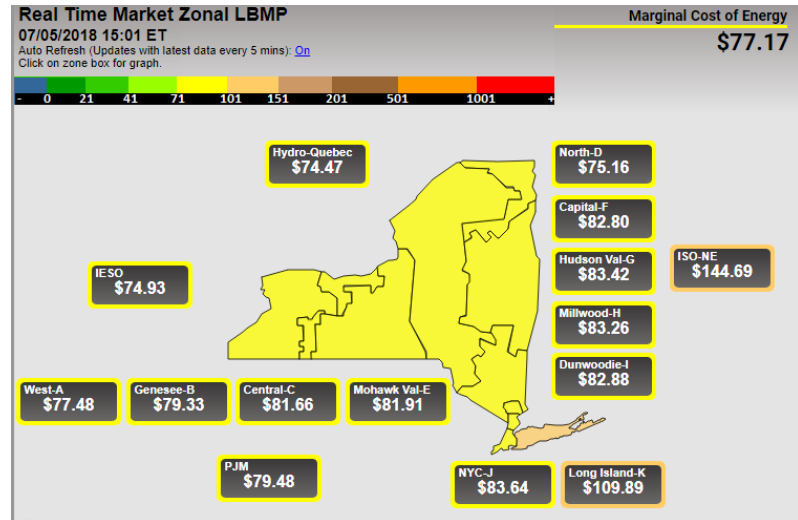 Real Time Market Zonal LBMP
07/05/2018 15:01 ET
Auto Refresh (Updates with latest data every 5 mins): On
Click on zone box for graph.
Marginal Cost of Energy
$77.17
- 0 21 41 71 101 151 201 501 1001 +
Hydro-Quebec
$74.47
North-D
$75.16
Capital-F
$82.80
IESO
$74.93
Hudson Val-G
$83.42
ISO-NE
$144.69
Millwood-H
$83.26
Dunwoodie-I
$82.88
West-A
$77.48
Genesee-B
$79.33
Central-C
$81.66
Mohawk Val-E
$81.91
PJM
$79.48
NYC-J
$83.64
Long Island-K
$109.89